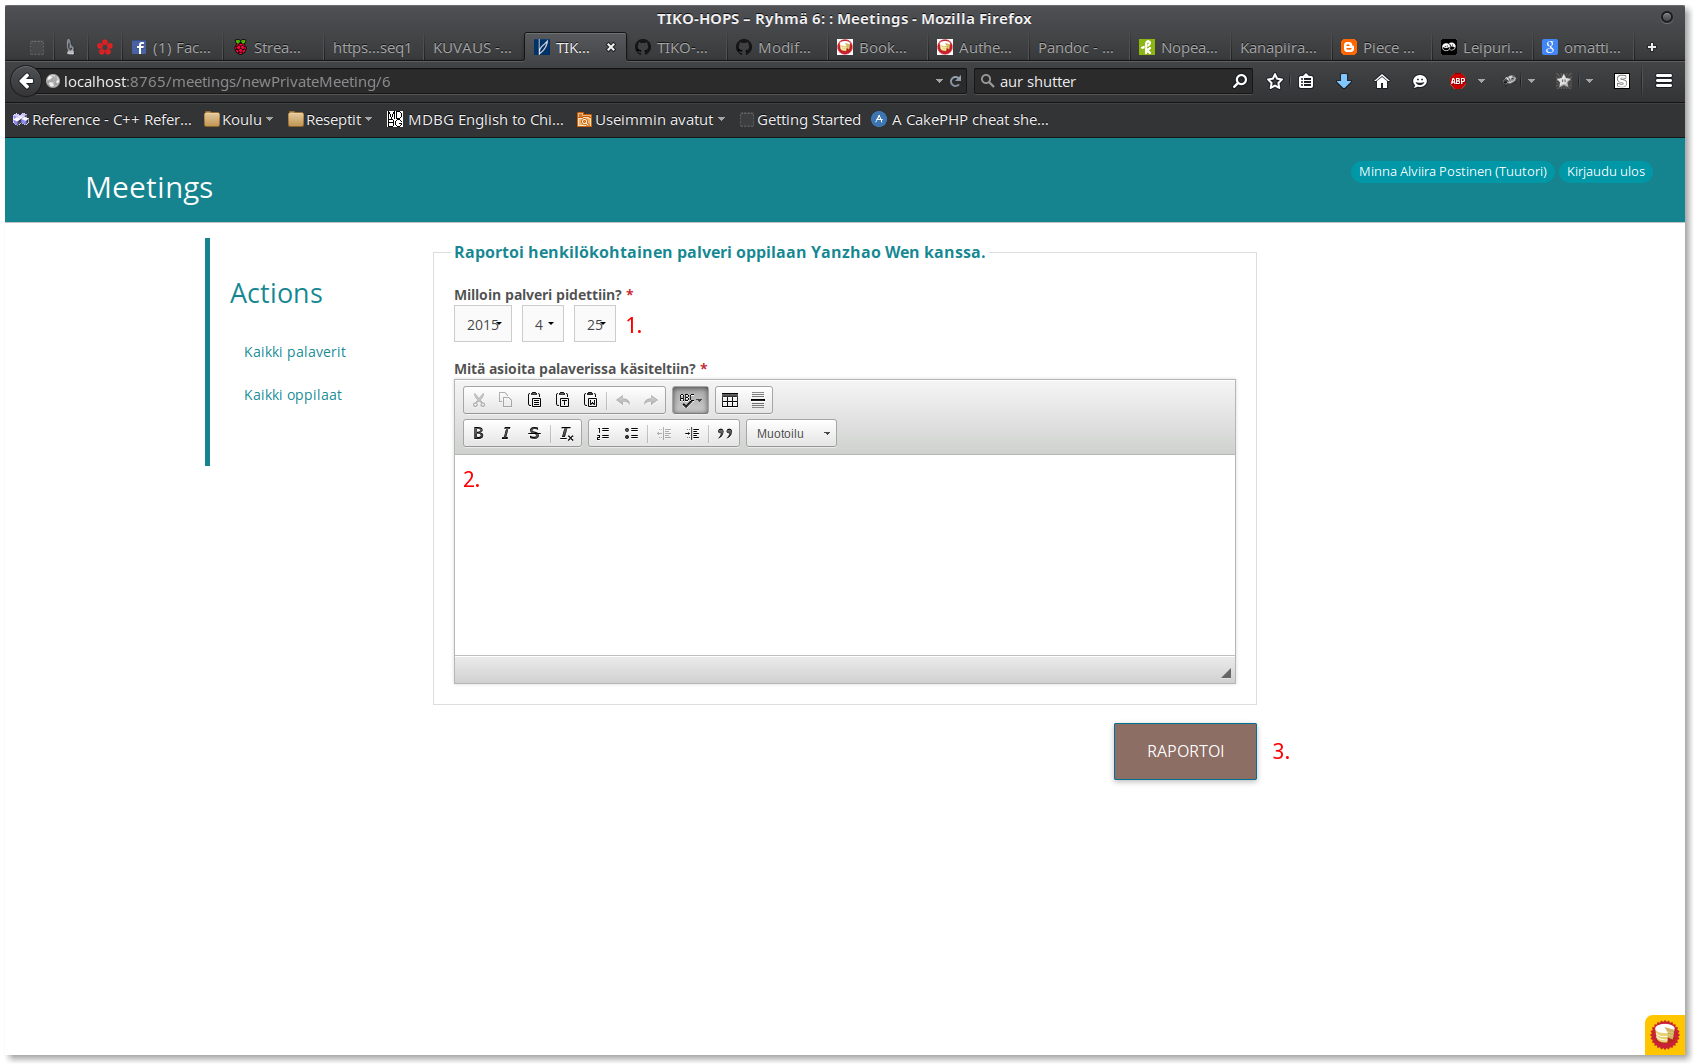 TIKO-HOPS – Ryhmä 6: : Meetings - Mozilla Firefox
(1) Fac... Strea... https...seq1 KUVAUS -... TIK... TIKO-... Modif... Book... Authe... Pandoc - ... Nopea... Kanapiira... Piece ... Leipuri... omatti...
localhost:8765/meetings/newPrivateMeeting/6 aur shutter ABP S
Reference - C++ Refer... Koulu Reseptit MDBG English to Chi... Useimmin avatut Getting Started A CakePHP cheat she...
Meetings
Minna Alviira Postinen (Tuutori) Kirjaudu ulos
Actions
Kaikki palaverit
Kaikki oppilaat
Raportoi henkilökohtainen palveri oppilaan Yanzhao Wen kanssa.
Milloin palveri pidettiin? *
2015 4 25 1.
Mitä asioita palaverissa käsiteltiin? *
ABC
B I S Tx Muotoilu
2.
RAPORTOI 3.